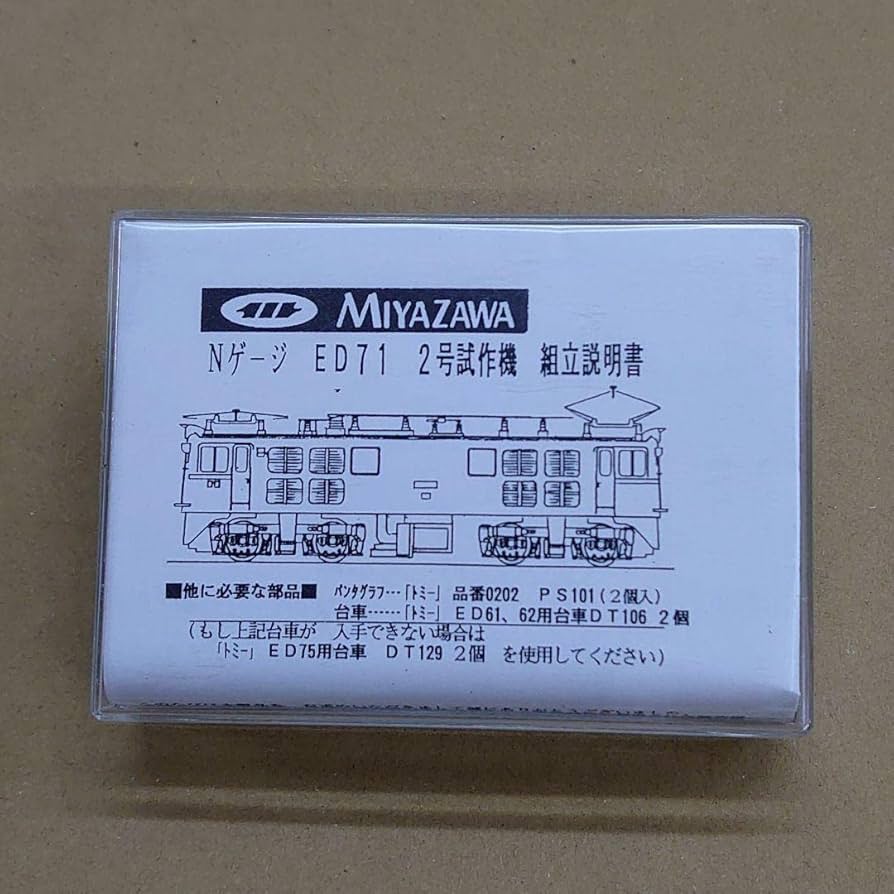 MIYAZAWA
Nゲージ ED71 2号試作機 組立説明書
■他に必要な部品■ パンタグラフ…「トミー」品番0202 PS101(2個入)
台車……「トミー」ED61、62用台車DT106 2個
(もし上記台車が 入手できない場合は
「トミー」ED75用台車 DT129 2個 を使用してください)